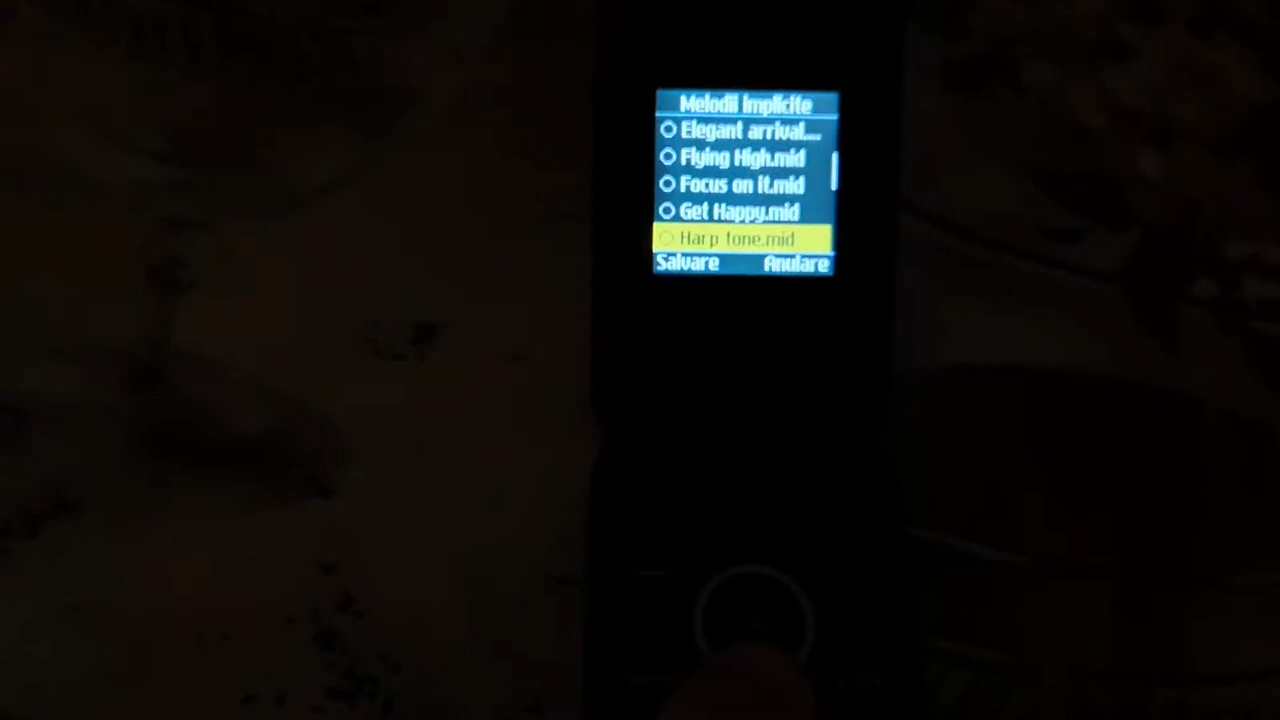 Melodii implicite
Elegant arrival....
Flying High.mid
Focus on it.mid
Get Happy.mid
Harp tone.mid
Salvare Anulare